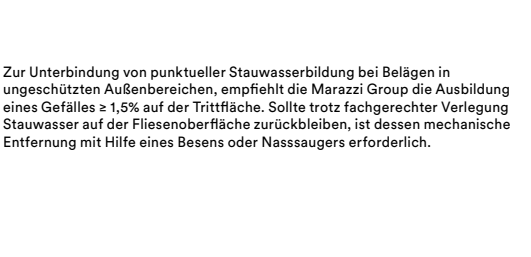 Zur Unterbindung von punktueller Stauwasserbildung bei Belägen in
ungeschützten Außenbereichen, empfiehlt die Marazzi Group die Ausbildung
eines Gefälles ≥ 1,5% auf der Trittfläche. Sollte trotz fachgerechter Verlegung
Stauwasser auf der Fliesenoberfläche zurückbleiben, ist dessen mechanische
Entfernung mit Hilfe eines Besens oder Nasssaugers erforderlich.